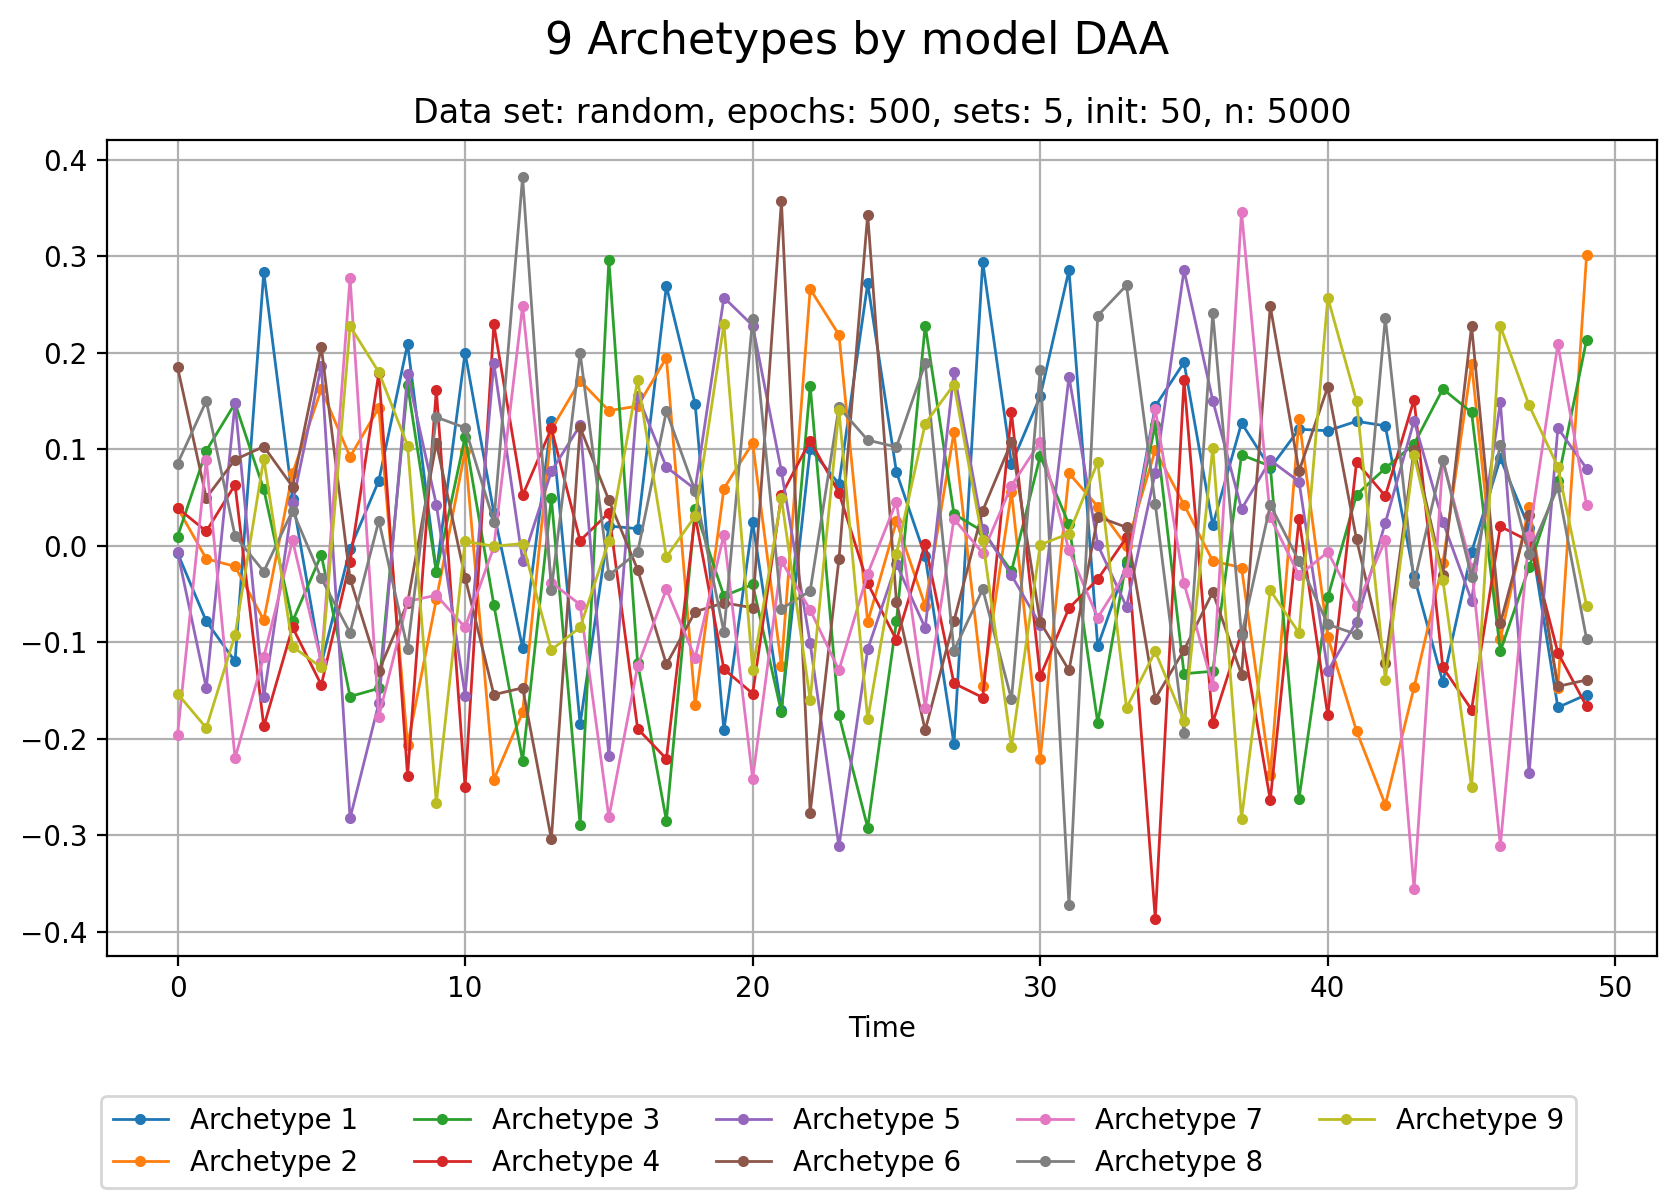 9 Archetypes by model DAA
Data set: random, epochs: 500, sets: 5, init: 50, n: 5000
0.4
0.3
0.2
0.1
0.0
−0.1
−0.2
−0.3
−0.4
0 10 20 30 40 50
Time
Archetype 1 Archetype 3 Archetype 5 Archetype 7 Archetype 9
Archetype 2 Archetype 4 Archetype 6 Archetype 8